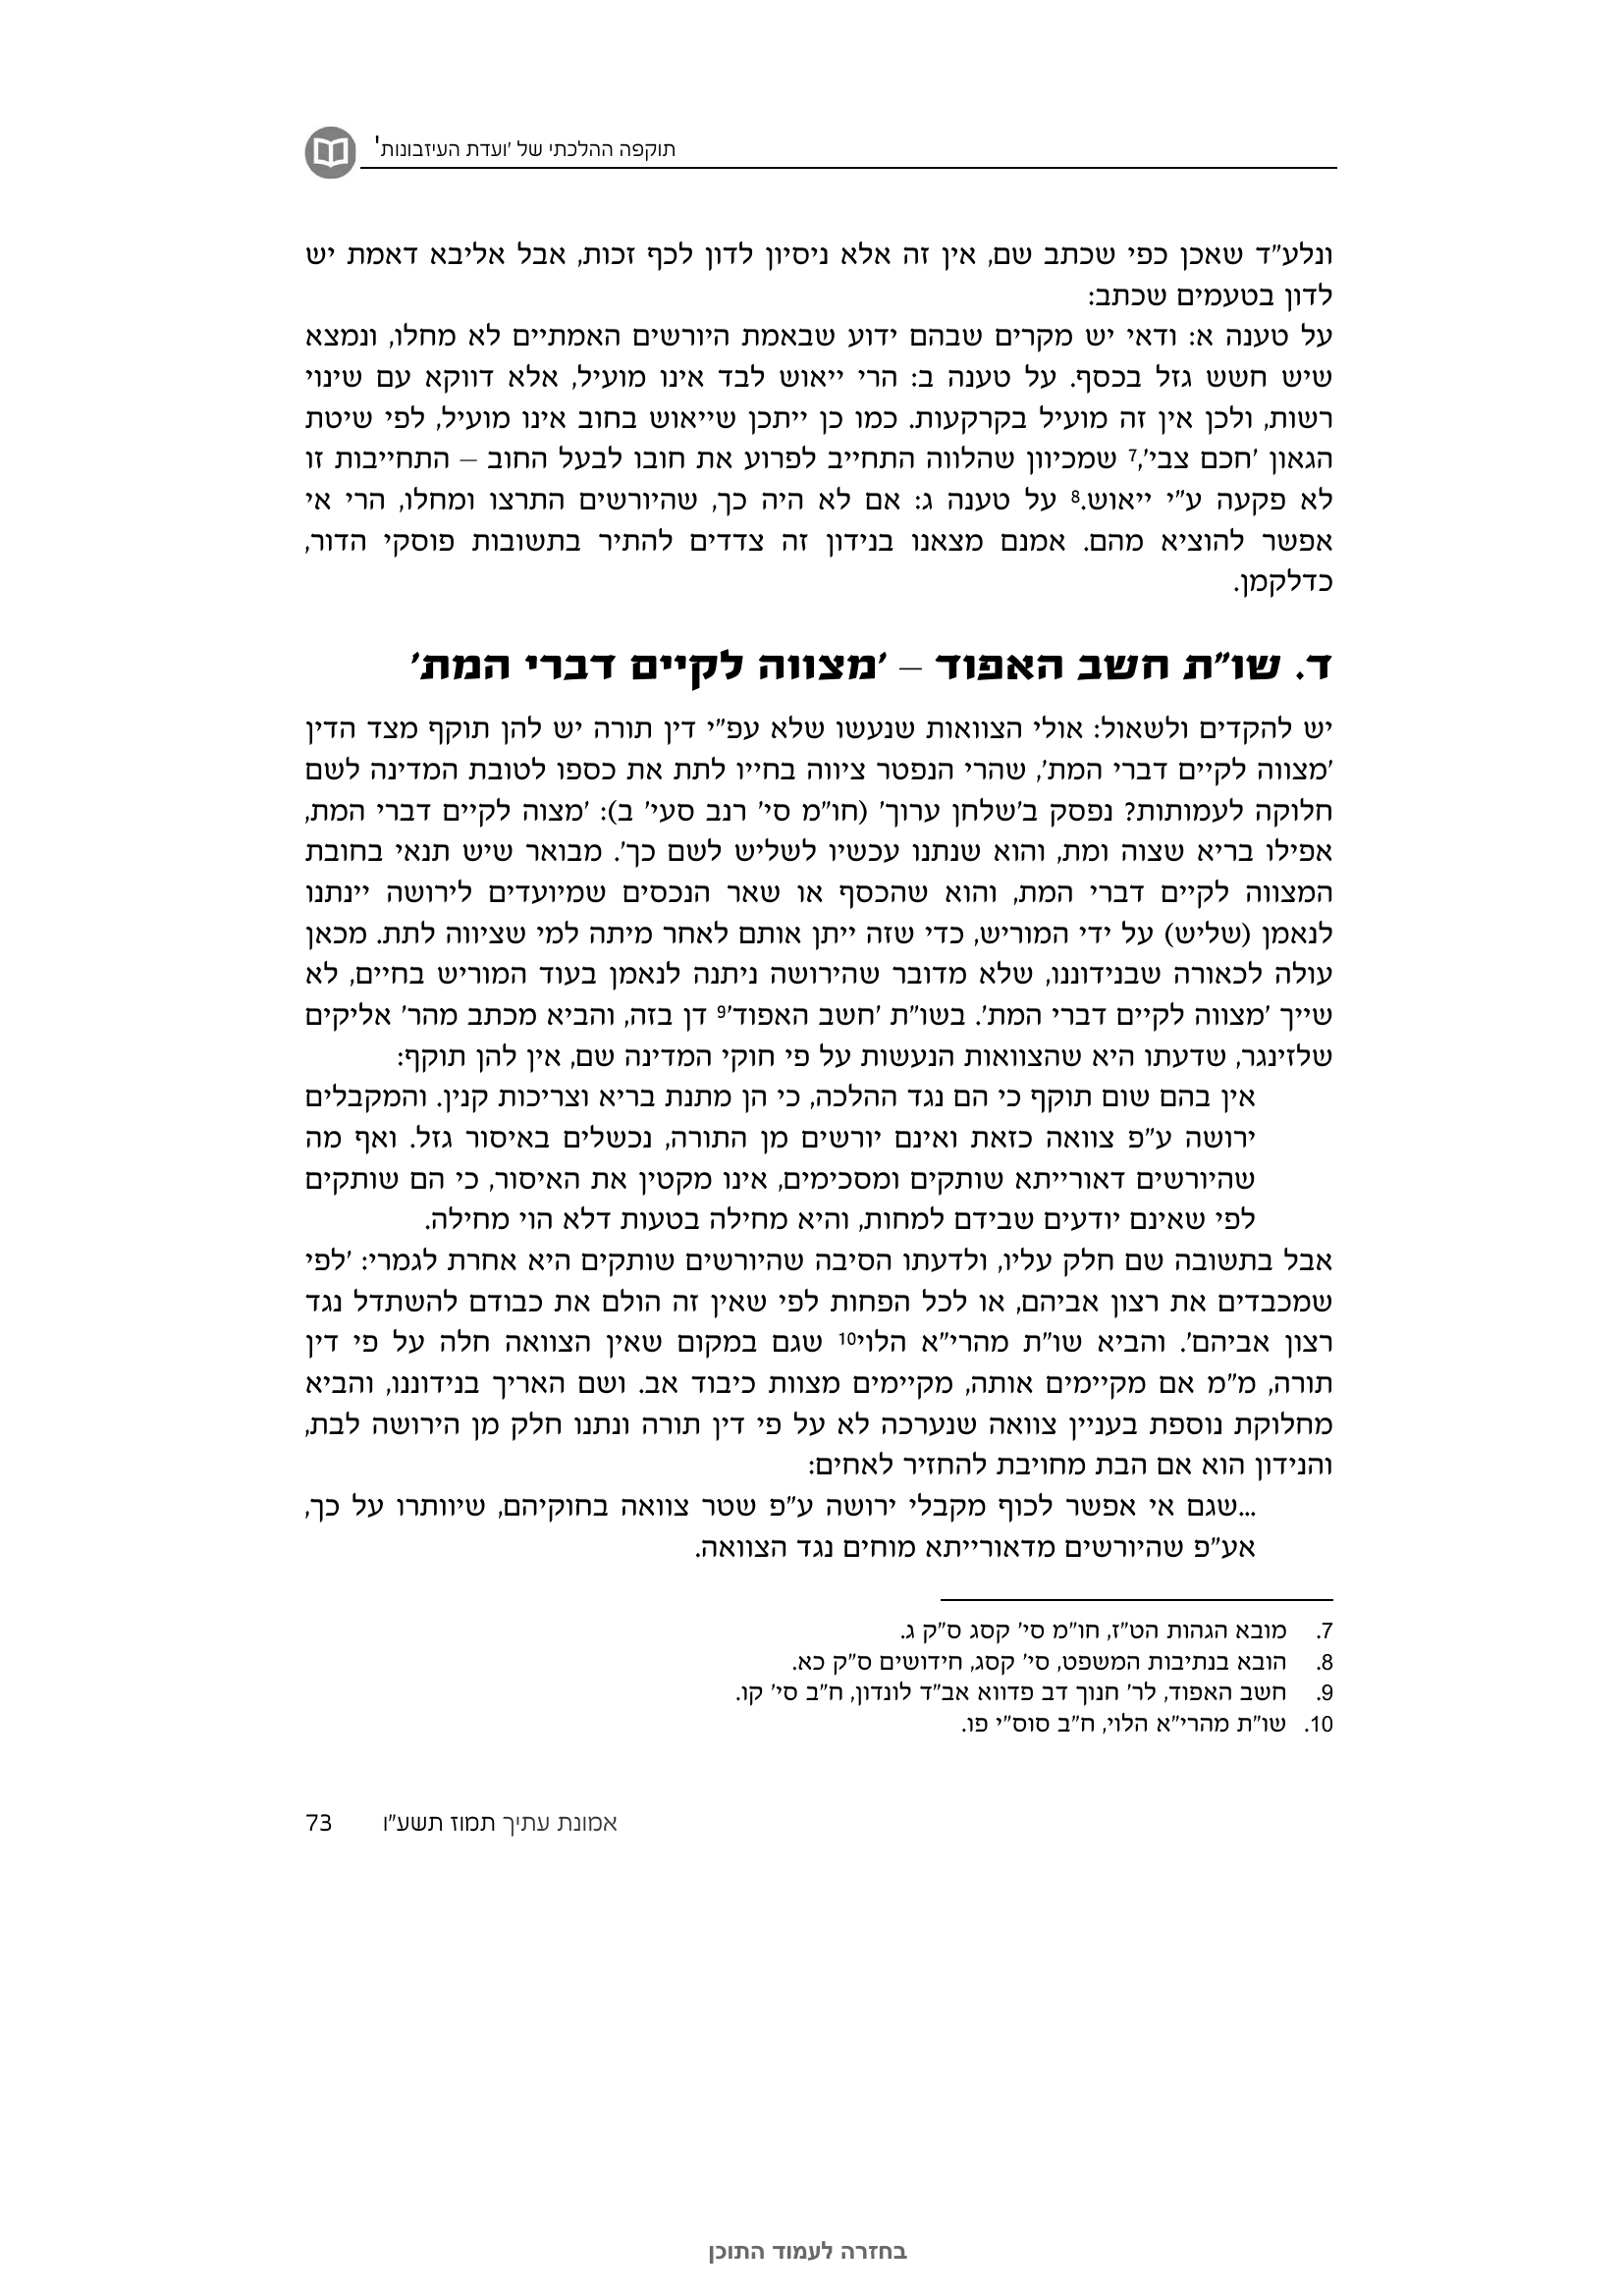 תוקפה ההלכתי של 'ועדת העיזבונות'
ונלע"ד שאכן כפי שכתב שם, אין זה אלא ניסיון לדון לכף זכות, אבל אליבא דאמת יש
לדון בטעמים שכתב:
על טענה א: ודאי יש מקרים שבהם ידוע שבאמת היורשים האמתיים לא מחלו, ונמצא
שיש חשש גזל בכסף. על טענה ב: הרי ייאוש לבד אינו מועיל, אלא דווקא עם שינוי
רשות, ולכן אין זה מועיל בקרקעות. כמו כן ייתכן שייאוש בחוב אינו מועיל, לפי שיטת
הגאון 'חכם צבי',7 שמכיוון שהלווה התחייב לפרוע את חובו לבעל החוב – התחייבות זו
לא פקעה ע"י ייאוש.8 על טענה ג: אם לא היה כך, שהיורשים התרצו ומחלו, הרי אי
אפשר להוציא מהם. אמנם מצאנו בנידון זה צדדים להתיר בתשובות פוסקי הדור,
כדלקמן.
ד. שו"ת חשב האפוד – 'מצווה לקיים דברי המת'
יש להקדים ולשאול: אולי הצוואות שנעשו שלא עפ"י דין תורה יש להן תוקף מצד הדין
'מצווה לקיים דברי המת', שהרי הנפטר ציווה בחייו לתת את כספו לטובת המדינה לשם
חלוקה לעמותות? נפסק ב'שלחן ערוך' (חו"מ סי' רנב סעי' ב): 'מצוה לקיים דברי המת,
אפילו בריא שצוה ומת, והוא שנתנו עכשיו לשליש לשם כך'. מבואר שיש תנאי בחובת
המצווה לקיים דברי המת, והוא שהכסף או שאר הנכסים שמיועדים לירושה יינתנו
לנאמן (שליש) על ידי המוריש, כדי שזה ייתן אותם לאחר מיתה למי שציווה לתת. מכאן
עולה לכאורה שבנידוננו, שלא מדובר שהירושה ניתנה לנאמן בעוד המוריש בחיים, לא
שייך 'מצווה לקיים דברי המת'. בשו"ת 'חשב האפוד'9 דן בזה, והביא מכתב מהר' אליקים
שלזינגר, שדעתו היא שהצוואות הנעשות על פי חוקי המדינה שם, אין להן תוקף:
אין בהם שום תוקף כי הם נגד ההלכה, כי הן מתנת בריא וצריכות קנין. והמקבלים
ירושה ע"פ צוואה כזאת ואינם יורשים מן התורה, נכשלים באיסור גזל. ואף מה
שהיורשים דאורייתא שותקים ומסכימים, אינו מקטין את האיסור, כי הם שותקים
לפי שאינם יודעים שבידם למחות, והיא מחילה בטעות דלא הוי מחילה.
אבל בתשובה שם חלק עליו, ולדעתו הסיבה שהיורשים שותקים היא אחרת לגמרי: 'לפי
שמכבדים את רצון אביהם, או לכל הפחות לפי שאין זה הולם את כבודם להשתדל נגד
רצון אביהם'. והביא שו"ת מהרי"א הלוי10 שגם במקום שאין הצוואה חלה על פי דין
תורה, מ"מ אם מקיימים אותה, מקיימים מצוות כיבוד אב. ושם האריך בנידוננו, והביא
מחלוקת נוספת בעניין צוואה שנערכה לא על פי דין תורה ונתנו חלק מן הירושה לבת,
והנידון הוא אם הבת מחויבת להחזיר לאחים:
...שגם אי אפשר לכוף מקבלי ירושה ע"פ שטר צוואה בחוקיהם, שיוותרו על כך,
אע"פ שהיורשים מדאורייתא מוחים נגד הצוואה.
7. מובא הגהות הט"ז, חו"מ סי' קסג ס"ק ג.
8. הובא בנתיבות המשפט, סי' קסג, חידושים ס"ק כא.
9. חשב האפוד, לר' חנוך דב פדווא אב"ד לונדון, ח"ב סי' קו.
10. שו"ת מהרי"א הלוי, ח"ב סוס"י פו.
אמונת עתיך תמוז תשע"ו 73
בחזרה לעמוד התוכן